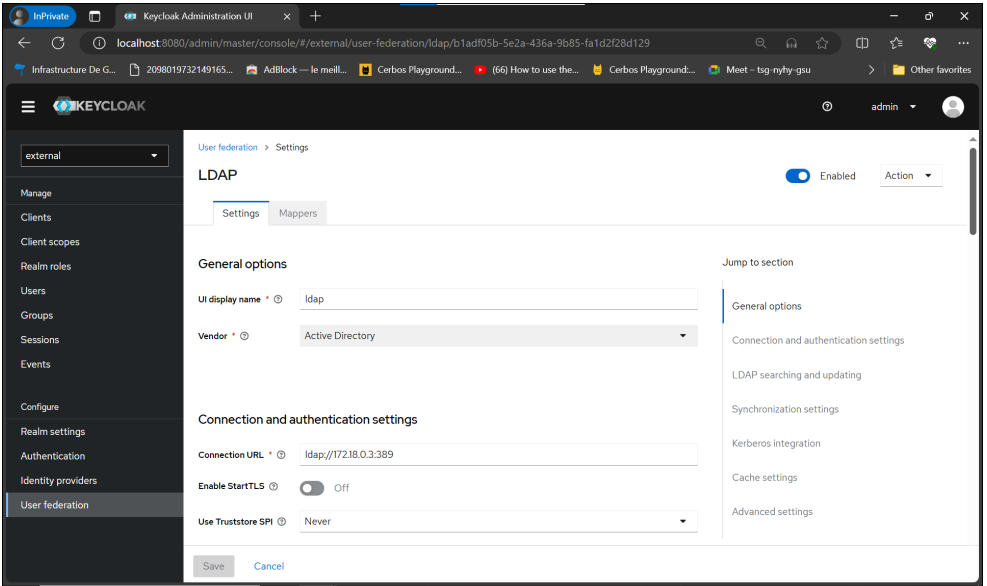 InPrivate
Keycloak Administration UI
localhost:8080/admin/master/console/#/external/user-federation/ldap/b1adf05b-5e2a-436a-9b85-fa1d2f28d129
Infrastructure De G...
2098019732149165...
AdBlock — le meill...
Cerbos Playground...
(66) How to use the...
Cerbos Playground:...
Meet – tsg-nyhy-gsu
Other favorites
KEYCLOAK
admin
external
Manage
Clients
Client scopes
Realm roles
Users
Groups
Sessions
Events
Configure
Realm settings
Authentication
Identity providers
User federation
User federation > Settings
LDAP
Enabled
Action
Settings
Mappers
General options
UI display name *
ldap
Vendor *
Active Directory
Connection and authentication settings
Connection URL *
ldap://172.18.0.3:389
Enable StartTLS
Off
Use Truststore SPI
Never
Save
Cancel
Jump to section
General options
Connection and authentication settings
LDAP searching and updating
Synchronization settings
Kerberos integration
Cache settings
Advanced settings